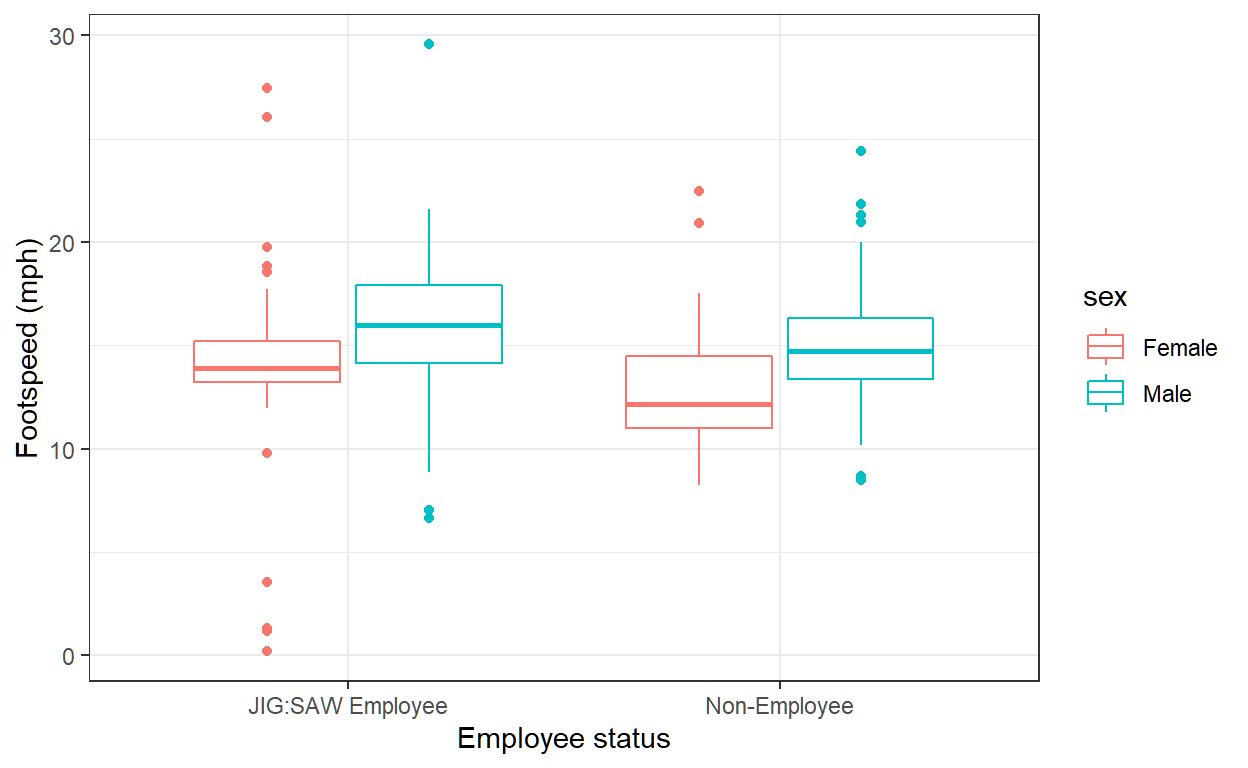 30
20
10
0
Footspeed (mph)
JIG:SAW Employee
Non-Employee
Employee status
sex
Female
Male